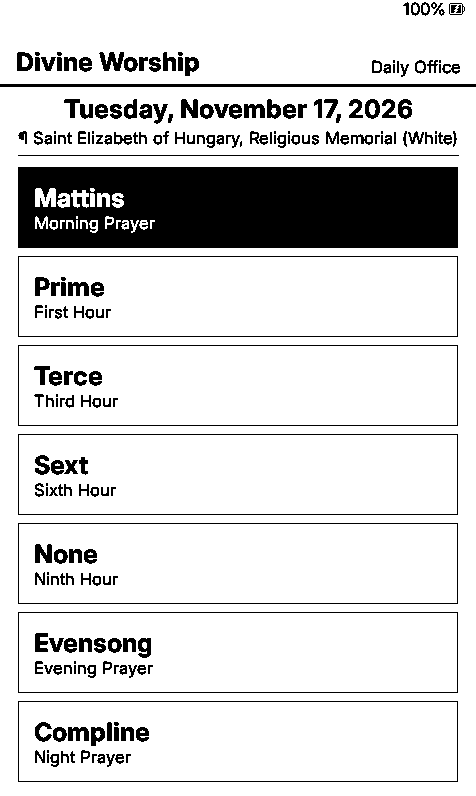 100%
Divine Worship
Daily Office
Tuesday, November 17, 2026
¶ Saint Elizabeth of Hungary, Religious Memorial (White)
Mattins
Morning Prayer
Prime
First Hour
Terce
Third Hour
Sext
Sixth Hour
None
Ninth Hour
Evensong
Evening Prayer
Compline
Night Prayer